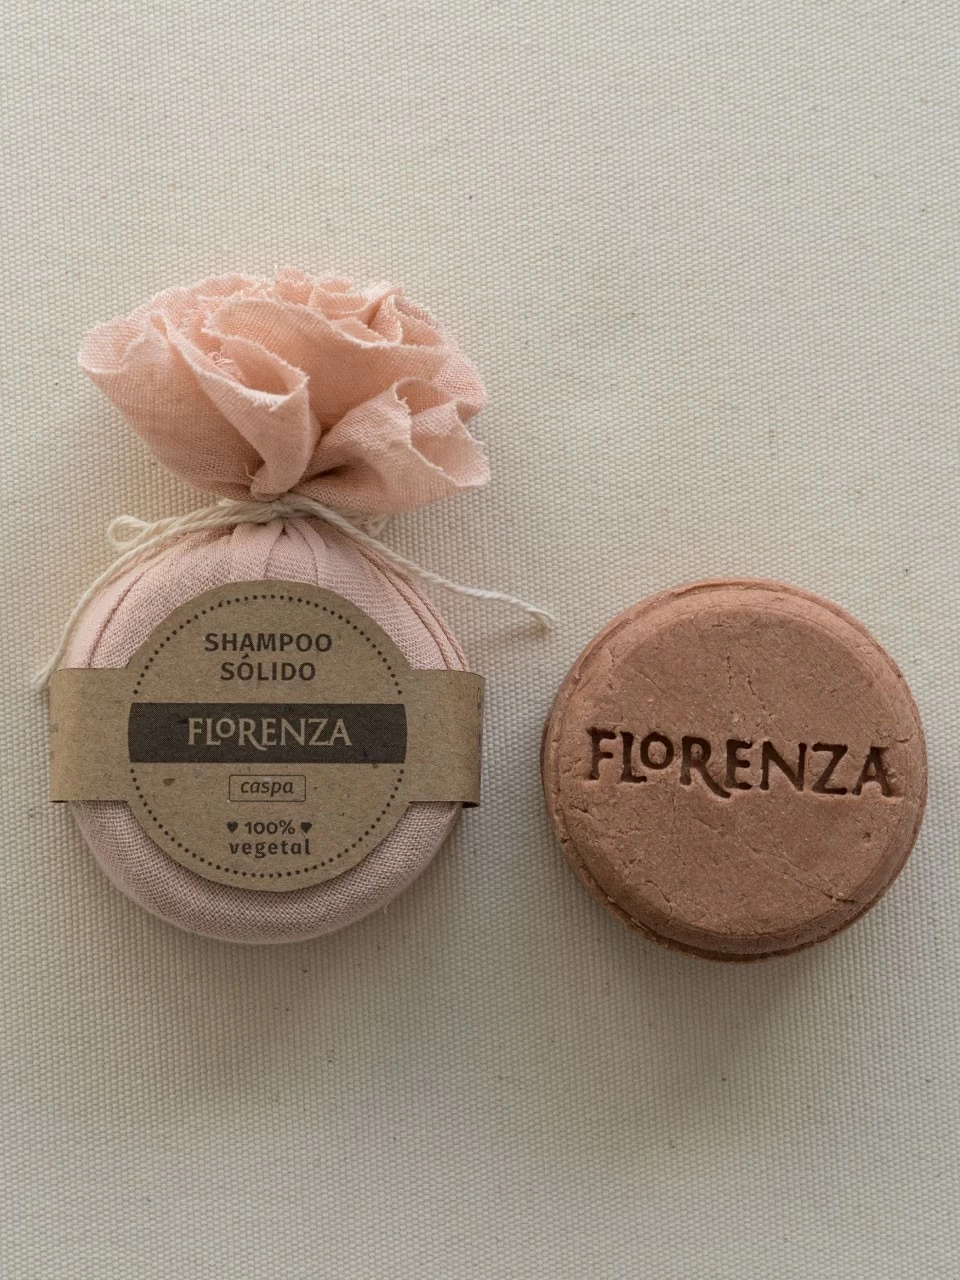 SHAMPOO
SÓLIDO
FLORENZA
caspa
♥ 100% ♥
vegetal
FLORENZA